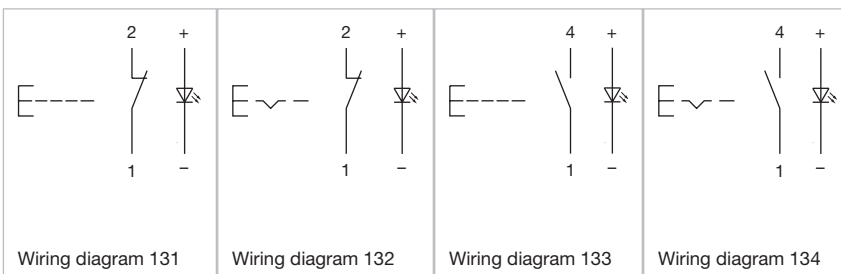 2 +
1 −
Wiring diagram 131
2 +
1 −
Wiring diagram 132
4 +
1 −
Wiring diagram 133
4 +
1 −
Wiring diagram 134